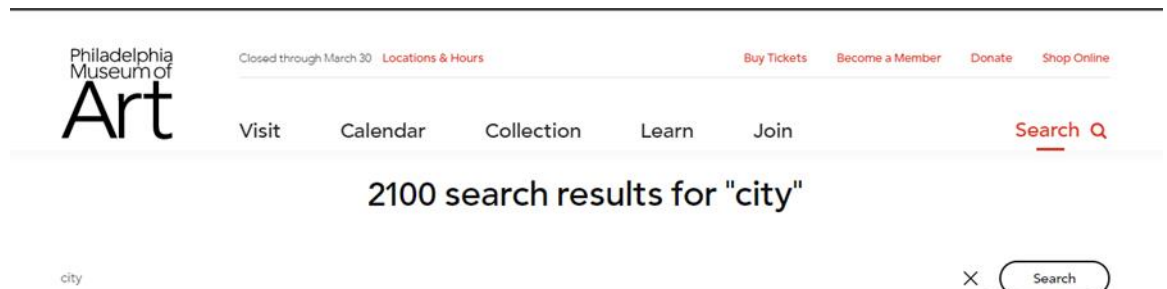 Philadelphia
Museum of
Art
Closed through March 30 Locations & Hours
Buy Tickets Become a Member Donate Shop Online
Visit Calendar Collection Learn Join
Search
2100 search results for "city"
city
Search